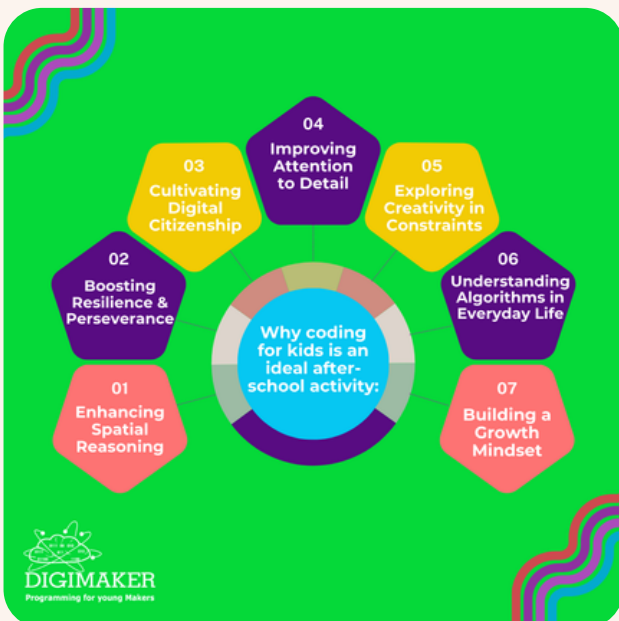 04
Improving
Attention
to Detail
03
Cultivating
Digital
Citizenship
05
Exploring
Creativity in
Constraints
02
Boosting
Resilience &
Perseverance
06
Understanding
Algorithms in
Everyday Life
Why coding
for kids is an
ideal after-
school activity:
01
Enhancing
Spatial
Reasoning
07
Building a
Growth
Mindset
DIGIMAKER
Programming for young Makers